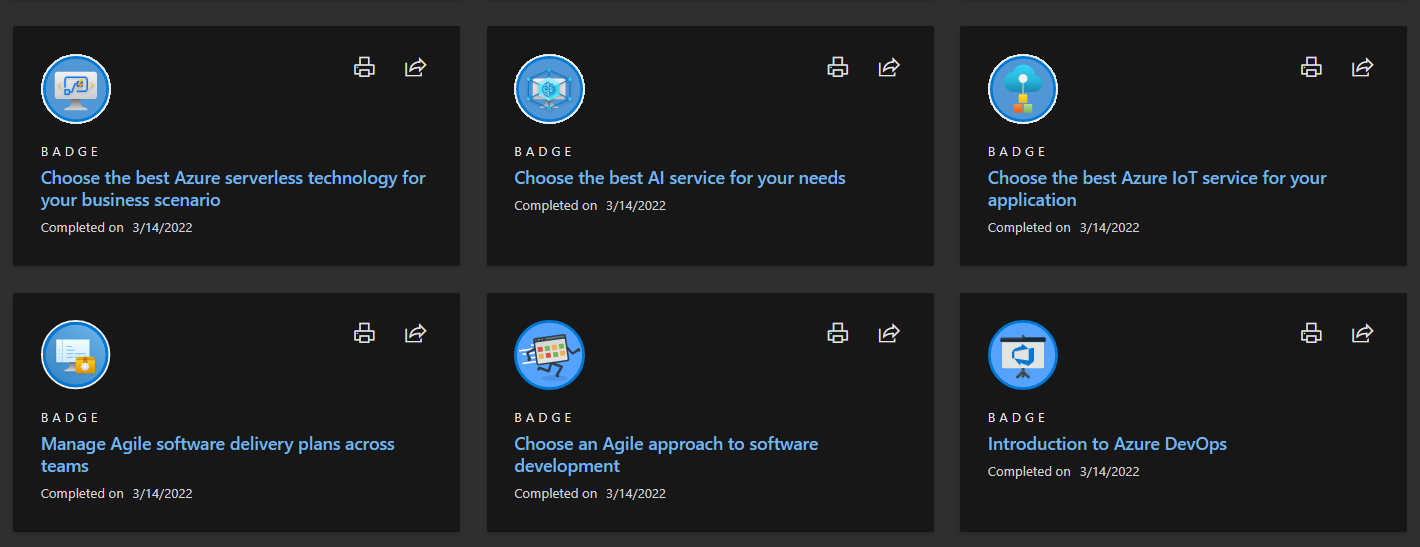 BADGE
Choose the best Azure serverless technology for
your business scenario
Completed on 3/14/2022
BADGE
Choose the best AI service for your needs
Completed on 3/14/2022
BADGE
Choose the best Azure IoT service for your
application
Completed on 3/14/2022
BADGE
Manage Agile software delivery plans across
teams
Completed on 3/14/2022
BADGE
Choose an Agile approach to software
development
Completed on 3/14/2022
BADGE
Introduction to Azure DevOps
Completed on 3/14/2022